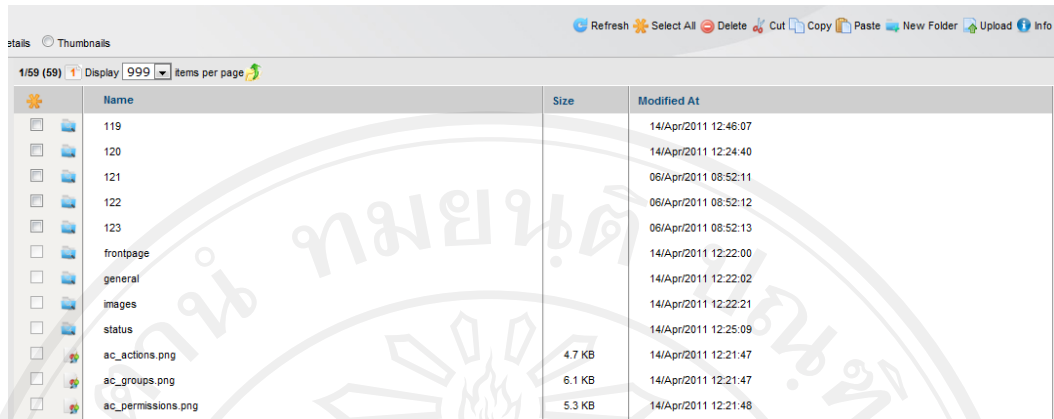 Refresh Select All Delete Cut Copy Paste New Folder Upload Info
etails Thumbnails
1/59 (59) 1 Display 999 items per page
Name Size Modified At
119 14/Apr/2011 12:46:07
120 14/Apr/2011 12:24:40
121 06/Apr/2011 08:52:11
122 06/Apr/2011 08:52:12
123 06/Apr/2011 08:52:13
frontpage 14/Apr/2011 12:22:00
general 14/Apr/2011 12:22:02
images 14/Apr/2011 12:22:21
status 14/Apr/2011 12:25:09
ac_actions.png 4.7 KB 14/Apr/2011 12:21:47
ac_groups.png 6.1 KB 14/Apr/2011 12:21:47
ac_permissions.png 5.3 KB 14/Apr/2011 12:21:48
ทมยนฺติ